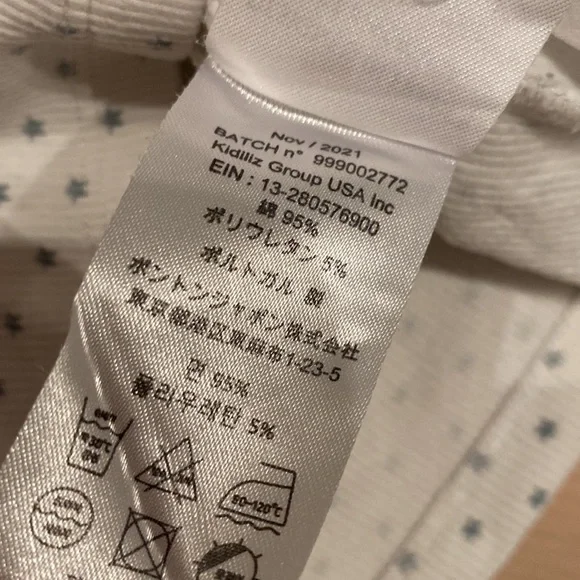 Nov / 2021
BATCH n° 999002772
Kidiliz Group USA Inc
EIN : 13-280576900
綿 95%
ポリウレタン 5%
ポルトガル 製
ボントンジャポン株式会社
東京都港区東麻布1-23-5
면 95%
폴리우레탄 5%
80-120°C